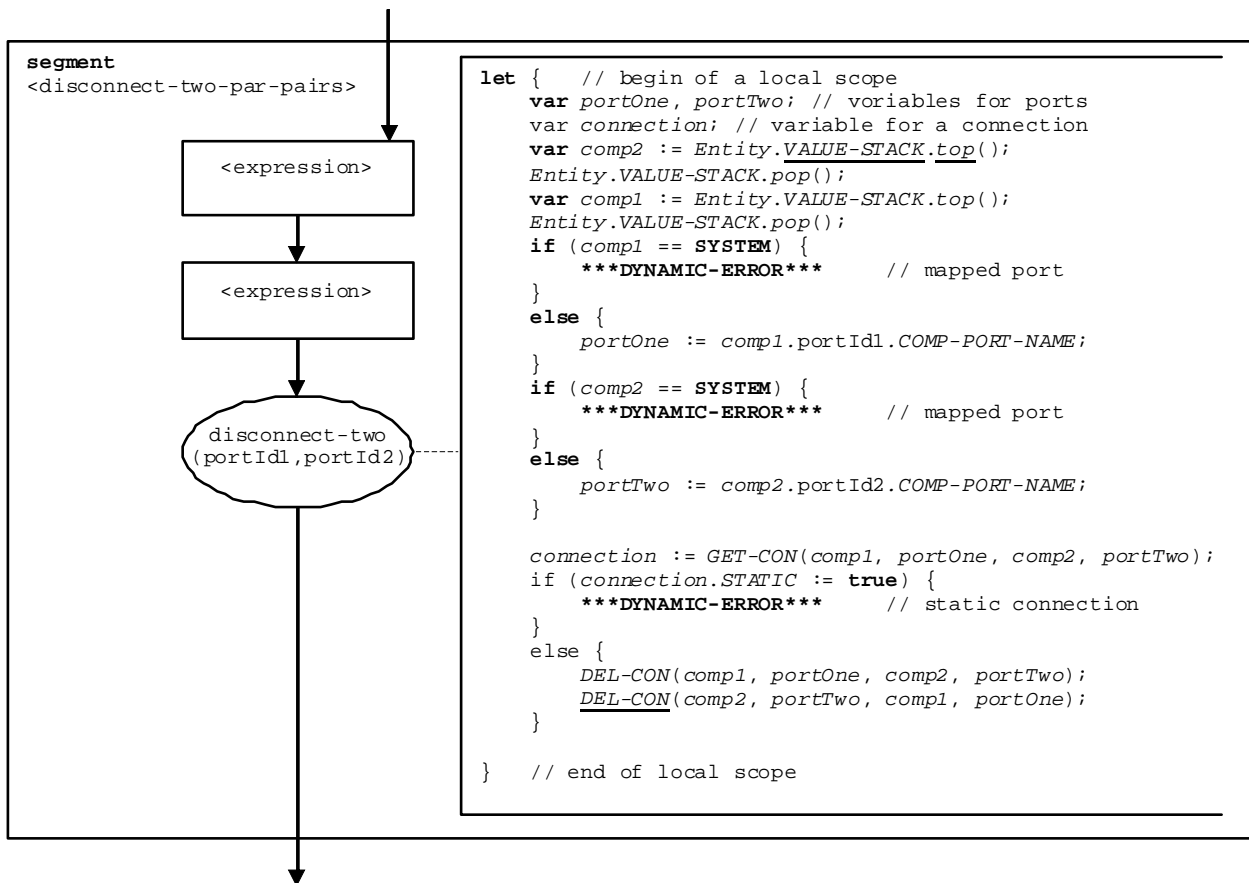 segment
<disconnect-two-par-pairs>
<expression>
<expression>
disconnect-two
(portId1,portId2)
let {   // begin of a local scope
var portOne, portTwo; // voriables for ports
var connection; // variable for a connection
var comp2 := Entity.VALUE-STACK.top();
Entity.VALUE-STACK.pop();
var comp1 := Entity.VALUE-STACK.top();
Entity.VALUE-STACK.pop();
if (comp1 == SYSTEM) {
***DYNAMIC-ERROR***     // mapped port
}
else {
portOne := comp1.portId1.COMP-PORT-NAME;
}
if (comp2 == SYSTEM) {
***DYNAMIC-ERROR***     // mapped port
}
else {
portTwo := comp2.portId2.COMP-PORT-NAME;
}
connection := GET-CON(comp1, portOne, comp2, portTwo);
if (connection.STATIC := true) {
***DYNAMIC-ERROR***     // static connection
}
else {
DEL-CON(comp1, portOne, comp2, portTwo);
DEL-CON(comp2, portTwo, comp1, portOne);
}
}   // end of local scope